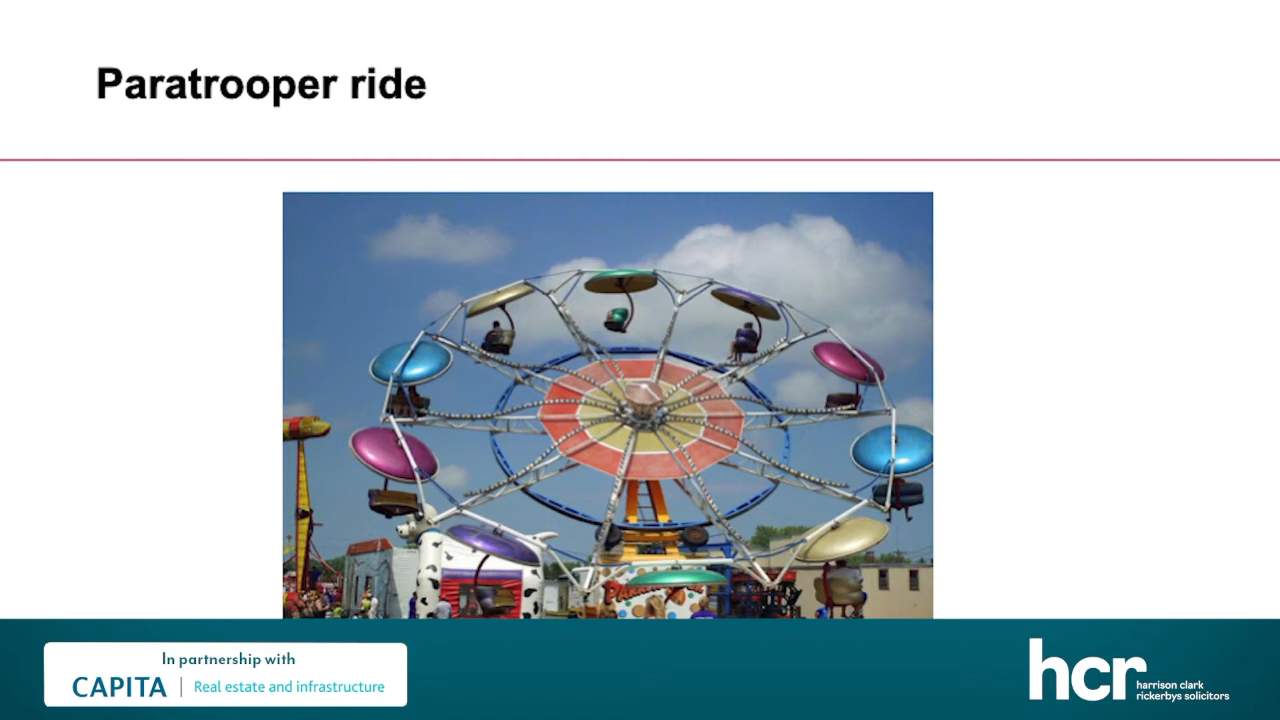 Paratrooper ride
In partnership with
CAPITA | Real estate and infrastructure
hcr
harrison clark
rickerbys solicitors